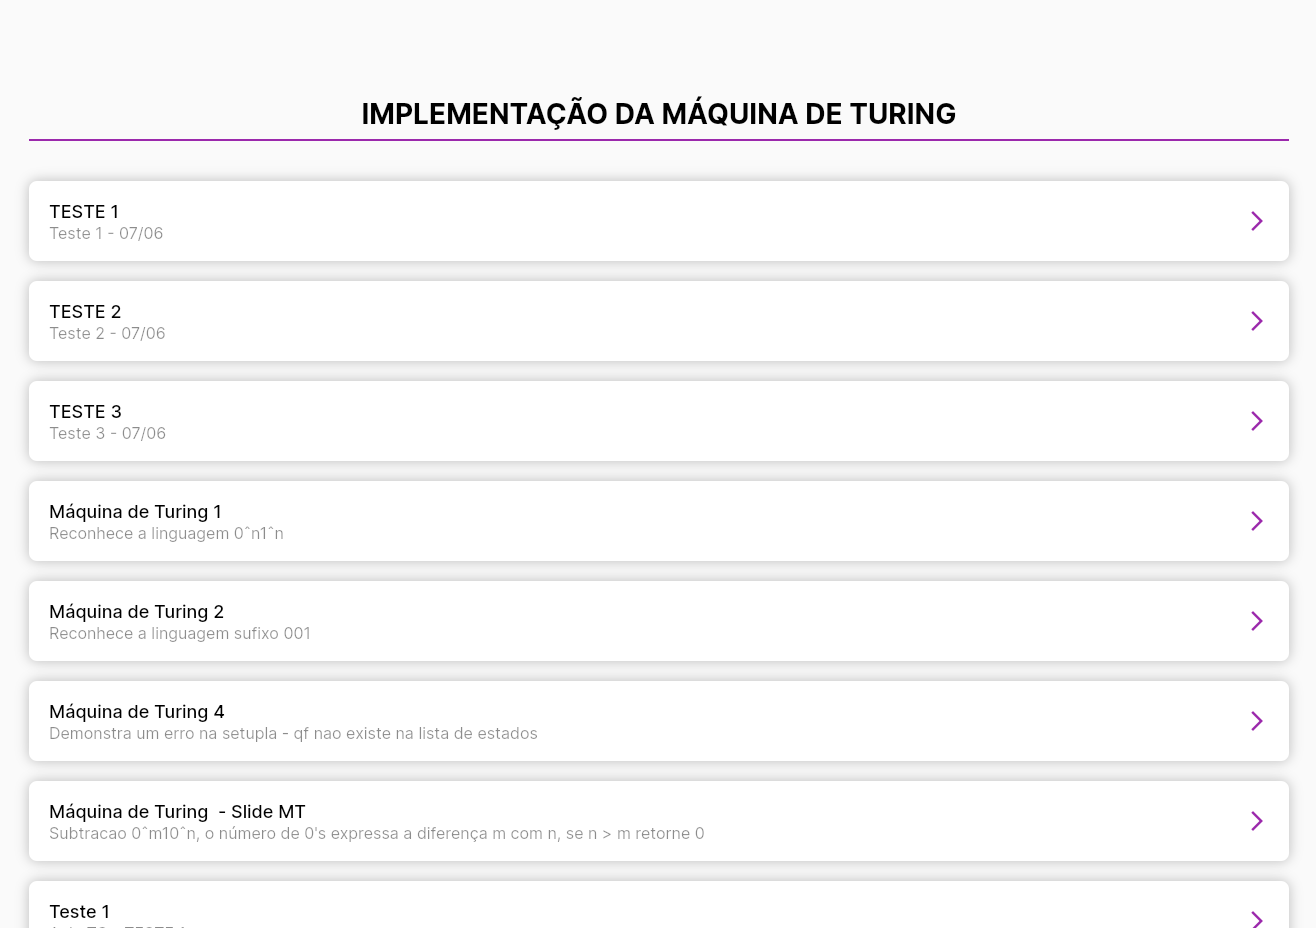 IMPLEMENTAÇÃO DA MÁQUINA DE TURING
TESTE 1
Teste 1 - 07/06
TESTE 2
Teste 2 - 07/06
TESTE 3
Teste 3 - 07/06
Máquina de Turing 1
Reconhece a linguagem 0ˆn1ˆn
Máquina de Turing 2
Reconhece a linguagem sufixo 001
Máquina de Turing 4
Demonstra um erro na setupla - qf nao existe na lista de estados
Máquina de Turing  - Slide MT
Subtracao 0ˆm10ˆn, o número de 0's expressa a diferença m com n, se n > m retorne 0
Teste 1